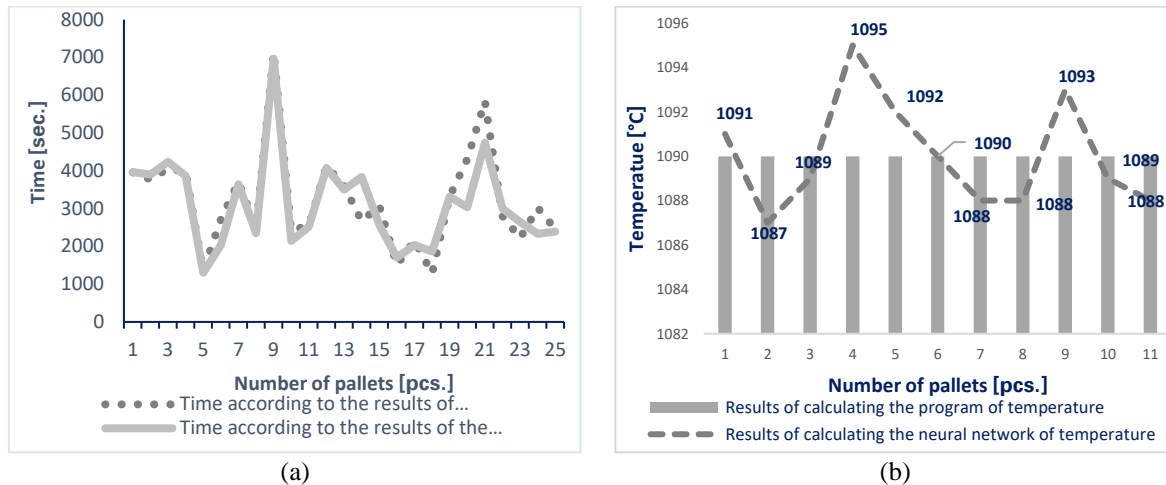 8000
7000
6000
5000
4000
3000
2000
1000
0
Time [sec.]
1 3 5 7 9 11 13 15 17 19 21 23 25
Number of pallets [pcs.]
Time according to the results of...
Time according to the results of the...
(a)
1096
1094
1092
1090
1088
1086
1084
1082
Temperatue [°C]
1091
1087
1089
1095
1092
1090
1088
1088
1093
1089
1088
1 2 3 4 5 6 7 8 9 10 11
Number of pallets [pcs.]
Results of calculating the program of temperature
Results of calculating the neural network of temperature
(b)